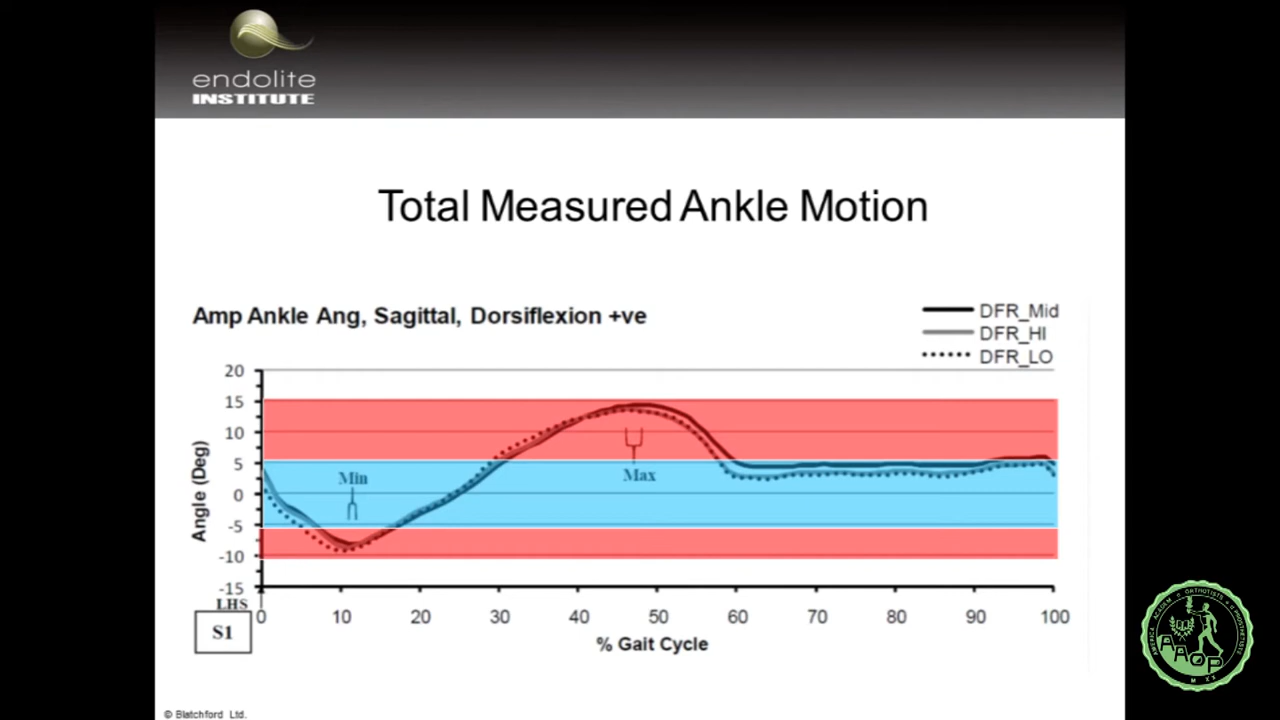 endolite
INSTITUTE
Total Measured Ankle Motion
Amp Ankle Ang, Sagittal, Dorsiflexion +ve
DFR_Mid
DFR_HI
DFR_LO
20
15
10
5
0
-5
-10
-15
Angle (Deg)
Min
Max
LHS
0 10 20 30 40 50 60 70 80 90 100
S1
% Gait Cycle
© Blatchford Ltd.
AAOP